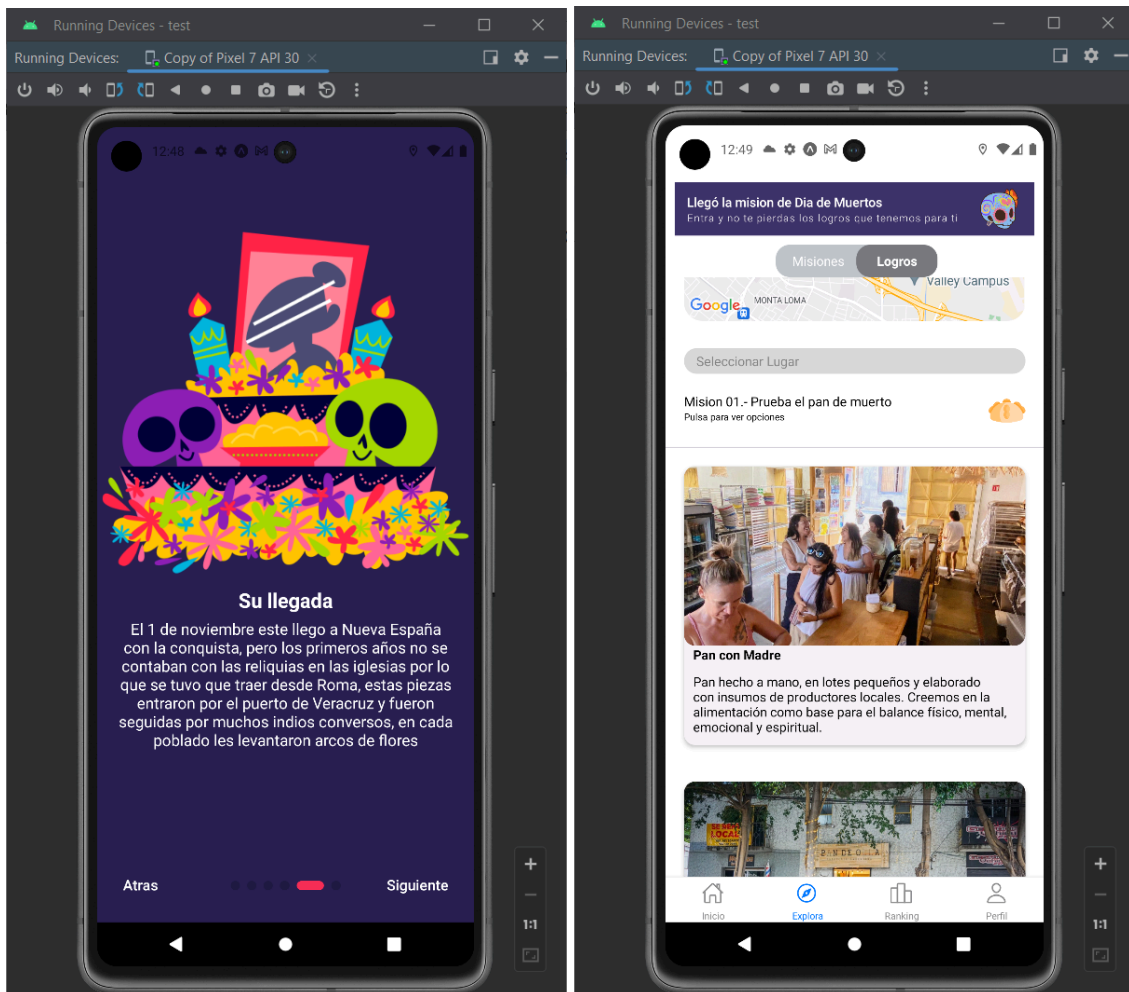 Running Devices - test
Running Devices:
Copy of Pixel 7 API 30
12:48
Su llegada
El 1 de noviembre este llego a Nueva España
con la conquista, pero los primeros años no se
contaban con las reliquias en las iglesias por lo
que se tuvo que traer desde Roma, estas piezas
entraron por el puerto de Veracruz y fueron
seguidas por muchos indios conversos, en cada
poblado les levantaron arcos de flores
Atras
Siguiente
1:1
Running Devices - test
Running Devices:
Copy of Pixel 7 API 30
12:49
Llegó la mision de Dia de Muertos
Entra y no te pierdas los logros que tenemos para ti
Misiones
Logros
Valley Campus
Google
MONTA LOMA
Seleccionar Lugar
Mision 01.- Prueba el pan de muerto
Pulsa para ver opciones
Pan con Madre
Pan hecho a mano, en lotes pequeños y elaborado
con insumos de productores locales. Creemos en la
alimentación como base para el balance físico, mental,
emocional y espiritual.
LOCAL
Inicio
Explora
Ranking
Perfil
1:1